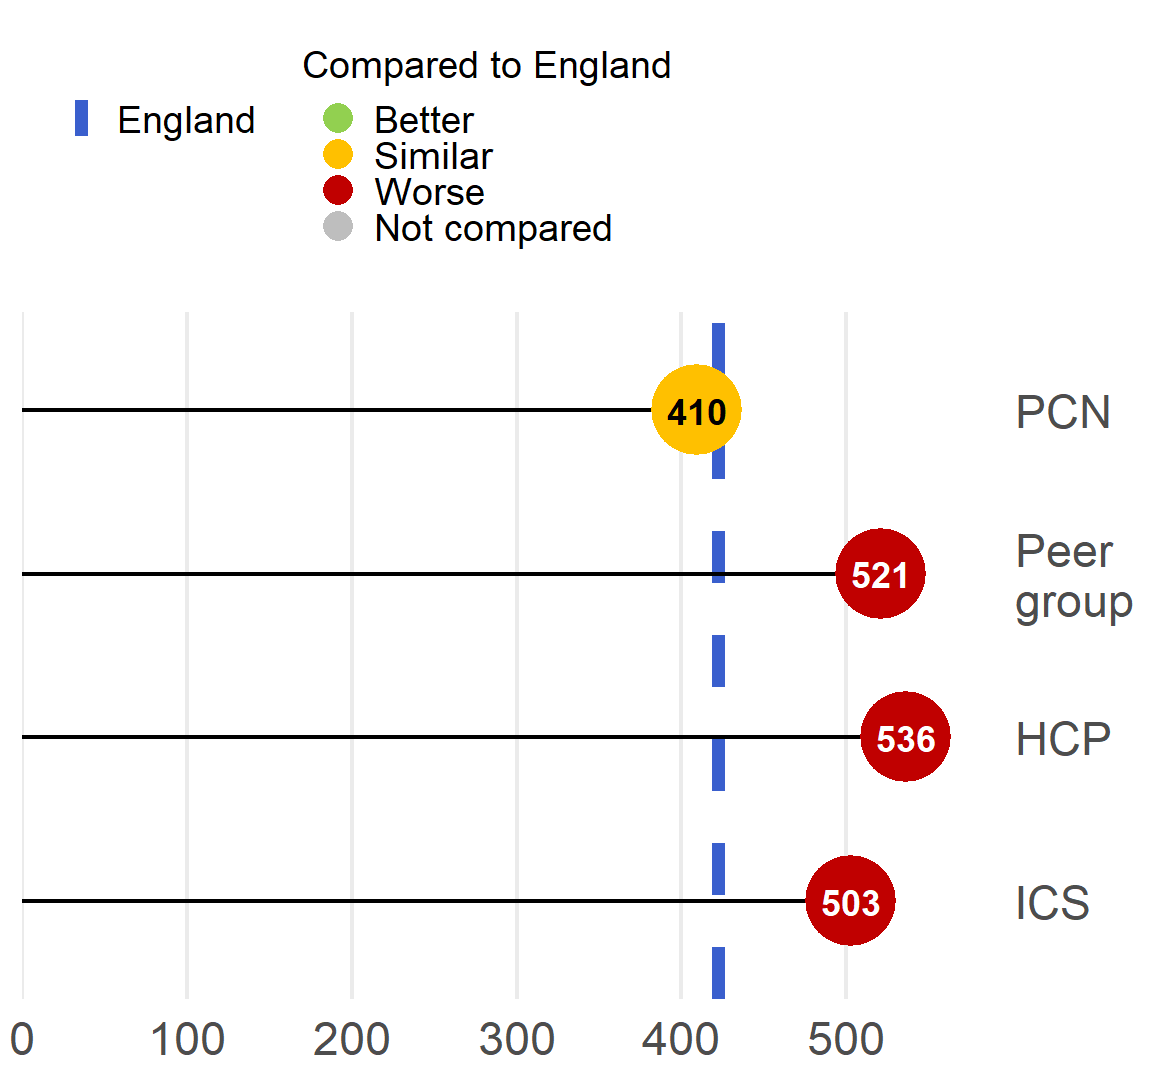 Compared to England
England
Better
Similar
Worse
Not compared
410
PCN
521
Peer
group
536
HCP
503
ICS
0 100 200 300 400 500